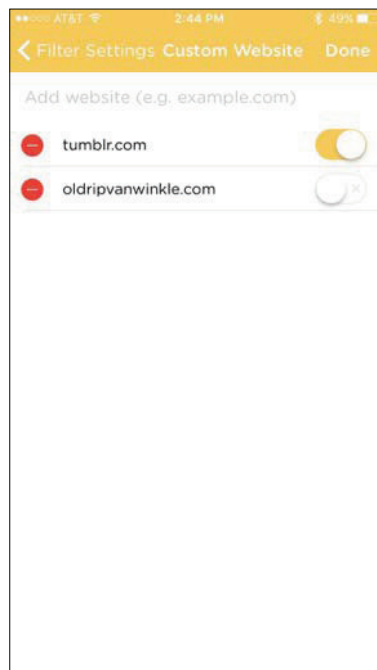 AT&T 2:44 PM 49%
Filter Settings Custom Website Done
Add website (e.g. example.com)
tumblr.com
oldripvanwinkle.com